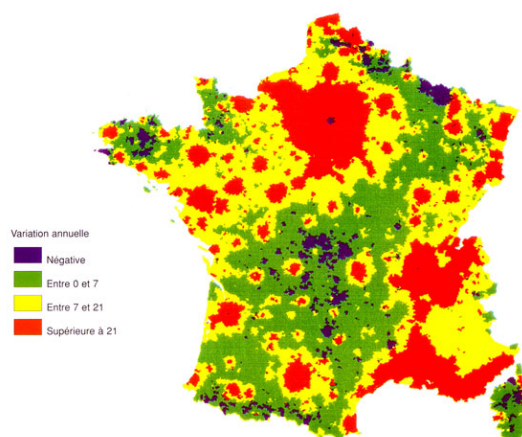 Variation annuelle
Négative
Entre 0 et 7
Entre 7 et 21
Supérieure à 21